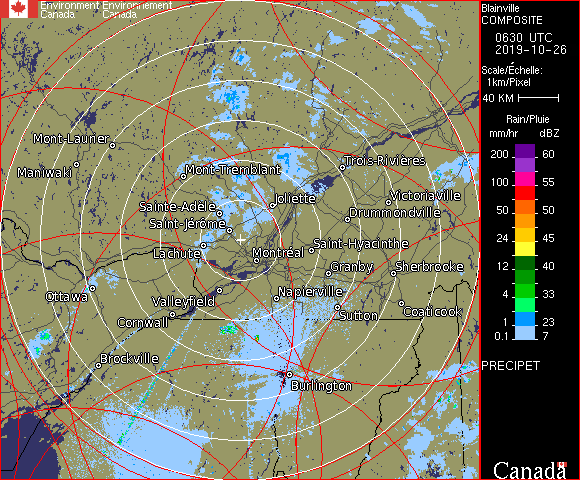 Environment Environnement
Canada Canada
Blainville
COMPOSITE
0630 UTC
2019-10-26
Scale/Échelle:
1km/Pixel
40 KM
Rain/Pluie
mm/hr dBZ
200 60
100 55
50 50
24 45
12 40
4 33
2 30
1 23
0.1 7
PRECIPET
Canada
Mont-Laurier
Maniwaki
Mont-Tremblant
Trois-Rivières
Sainte-Adèle
Joliette
Victoriaville
Saint-Jérôme
Drummondville
Lachute
Montréal
Saint-Hyacinthe
Granby
Sherbrooke
Ottawa
Valleyfield
Napierville
Cornwall
Sutton
Coaticook
Brockville
Burlington